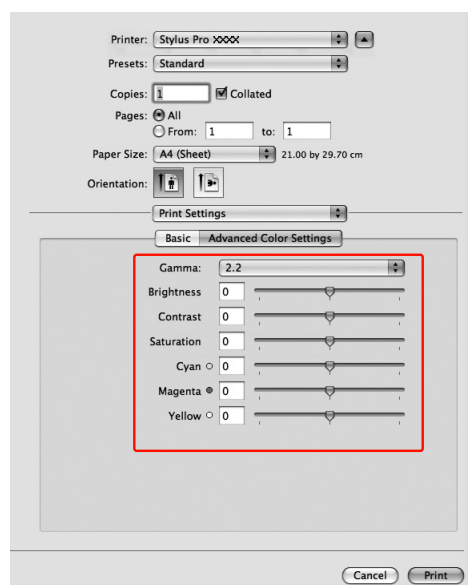 Printer: Stylus Pro XXXX
Presets: Standard
Copies: 1 Collated
Pages: All
From: 1 to: 1
Paper Size: A4 (Sheet) 21.00 by 29.70 cm
Orientation:
Print Settings
Basic Advanced Color Settings
Gamma: 2.2
Brightness 0
Contrast 0
Saturation 0
Cyan 0
Magenta 0
Yellow 0
Cancel Print